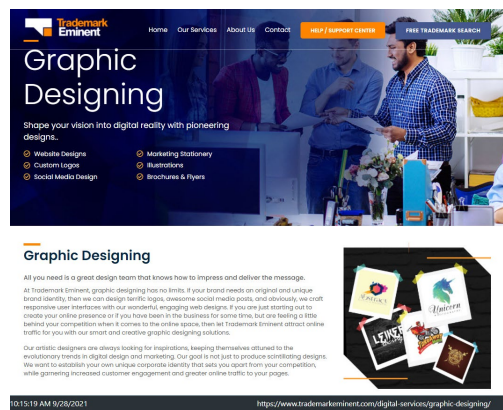 Trademark
Eminent
Home Our Services About Us Contact HELP / SUPPORT CENTER FREE TRADEMARK SEARCH
Graphic
Designing
Shape your vision into digital reality with pioneering
designs..
Website Designs
Custom Logos
Social Media Design
Marketing Stationery
Illustrations
Brochures & Flyers
Graphic Designing
All you need is a great design team that knows how to impress and deliver the message.
At Trademark Eminent, graphic designing has no limits. If your brand needs an original and unique
brand identity, then we can design terrific logos, awesome social media posts, and obviously, we craft
responsive user interfaces with our wonderful, engaging web designs. If you are just starting out to
create your online presence or if you have been in the business for some time, but are feeling a little
behind your competition when it comes to the online space, then let Trademark Eminent attract online
traffic for you with our smart and creative graphic designing solutions.
Our artistic designers are always looking for inspirations, keeping themselves attuned to the
evolutionary trends in digital design and marketing. Our goal is not just to produce scintillating designs.
We want to establish your own unique corporate identity that sets you apart from your competition,
while garnering increased customer engagement and greater online traffic to your pages.
Unicorn
10:15:19 AM 9/28/2021 https://www.trademarkeminent.com/digital-services/graphic-designing/